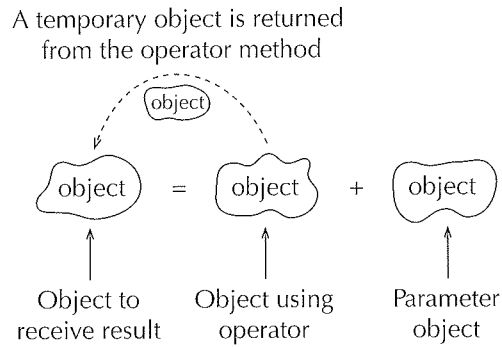 A temporary object is returned
from the operator method
object
object = object + object
Object to
receive result
Object using
operator
Parameter
object